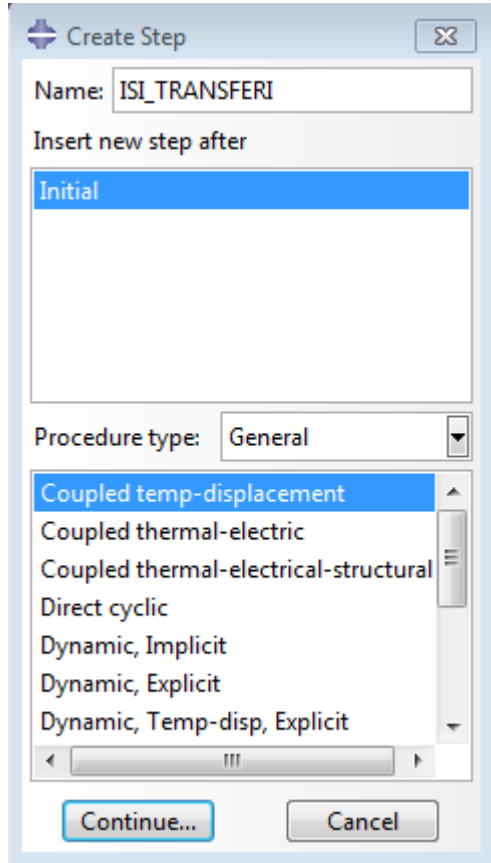 Create Step
Name: ISI_TRANSFERI
Insert new step after
Initial
Procedure type: General
Coupled temp-displacement
Coupled thermal-electric
Coupled thermal-electrical-structural
Direct cyclic
Dynamic, Implicit
Dynamic, Explicit
Dynamic, Temp-disp, Explicit
Continue... Cancel